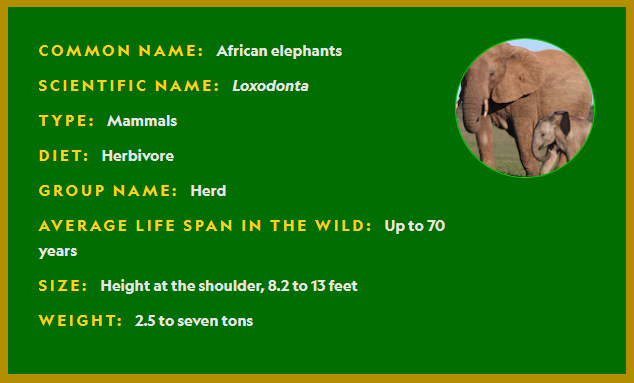 COMMON NAME: African elephants
SCIENTIFIC NAME: Loxodonta
TYPE: Mammals
DIET: Herbivore
GROUP NAME: Herd
AVERAGE LIFE SPAN IN THE WILD: Up to 70
years
SIZE: Height at the shoulder, 8.2 to 13 feet
WEIGHT: 2.5 to seven tons